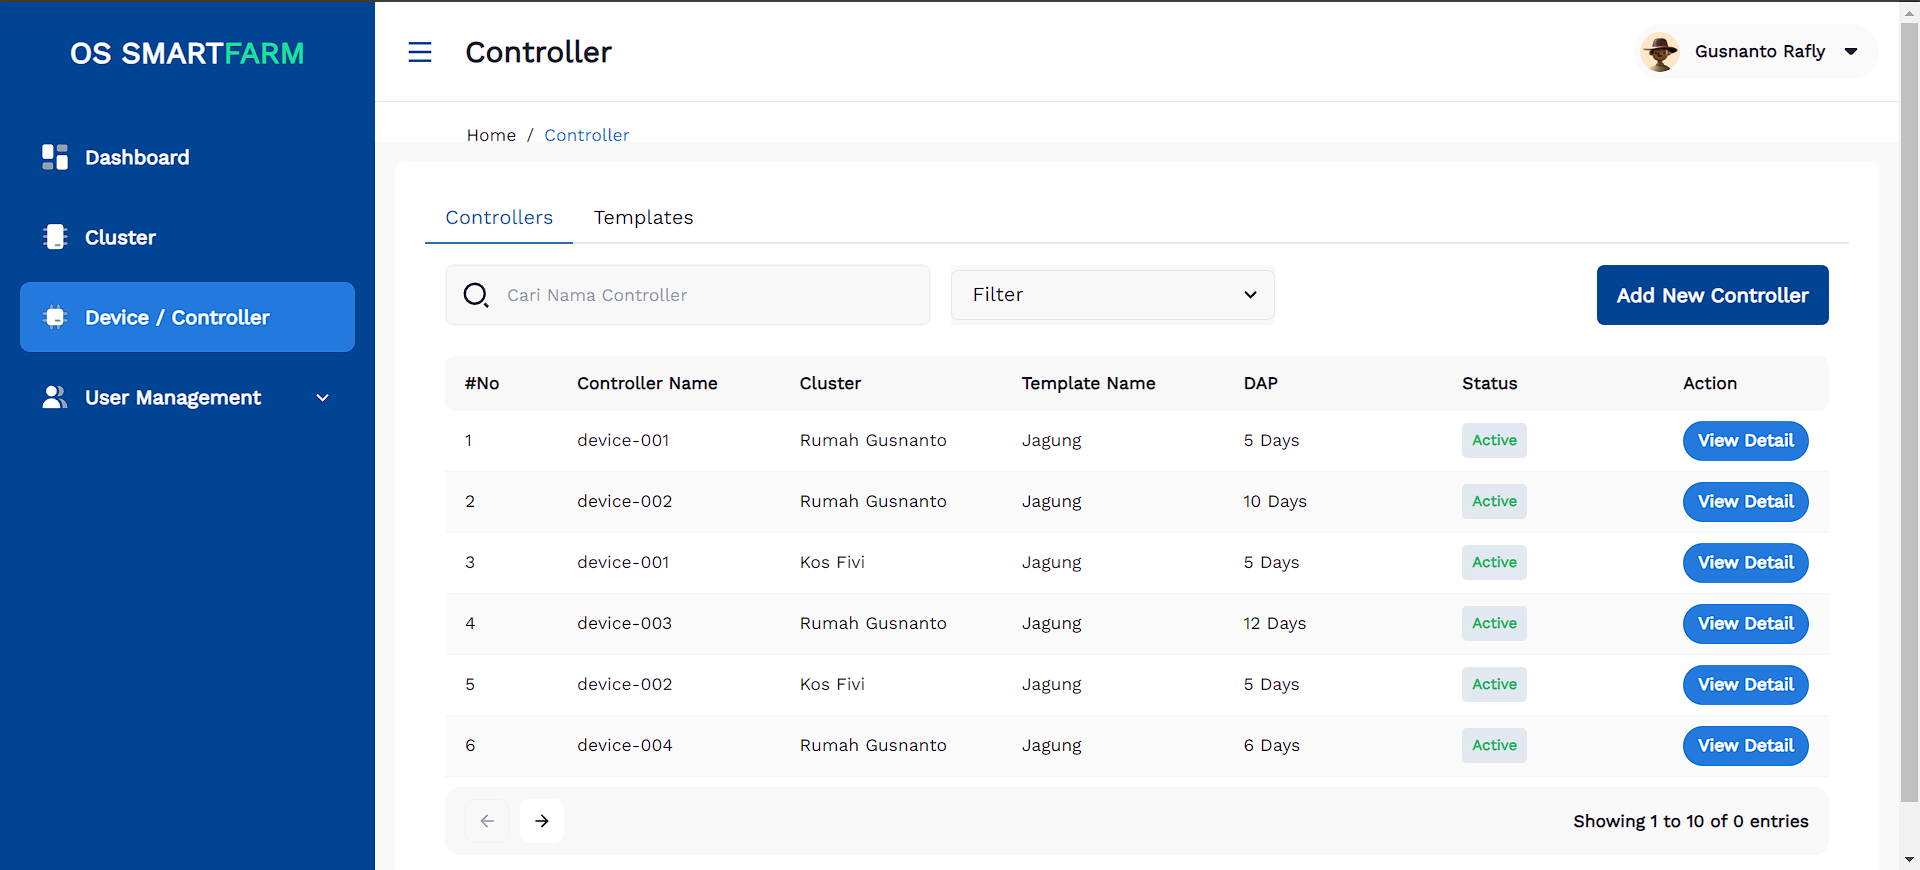 OS SMARTFARM
Dashboard
Cluster
Device / Controller
User Management
Controller
Gusnanto Rafly
Home / Controller
Controllers Templates
Cari Nama Controller Filter Add New Controller
#No Controller Name Cluster Template Name DAP Status Action
1 device-001 Rumah Gusnanto Jagung 5 Days Active View Detail
2 device-002 Rumah Gusnanto Jagung 10 Days Active View Detail
3 device-001 Kos Fivi Jagung 5 Days Active View Detail
4 device-003 Rumah Gusnanto Jagung 12 Days Active View Detail
5 device-002 Kos Fivi Jagung 5 Days Active View Detail
6 device-004 Rumah Gusnanto Jagung 6 Days Active View Detail
Showing 1 to 10 of 0 entries